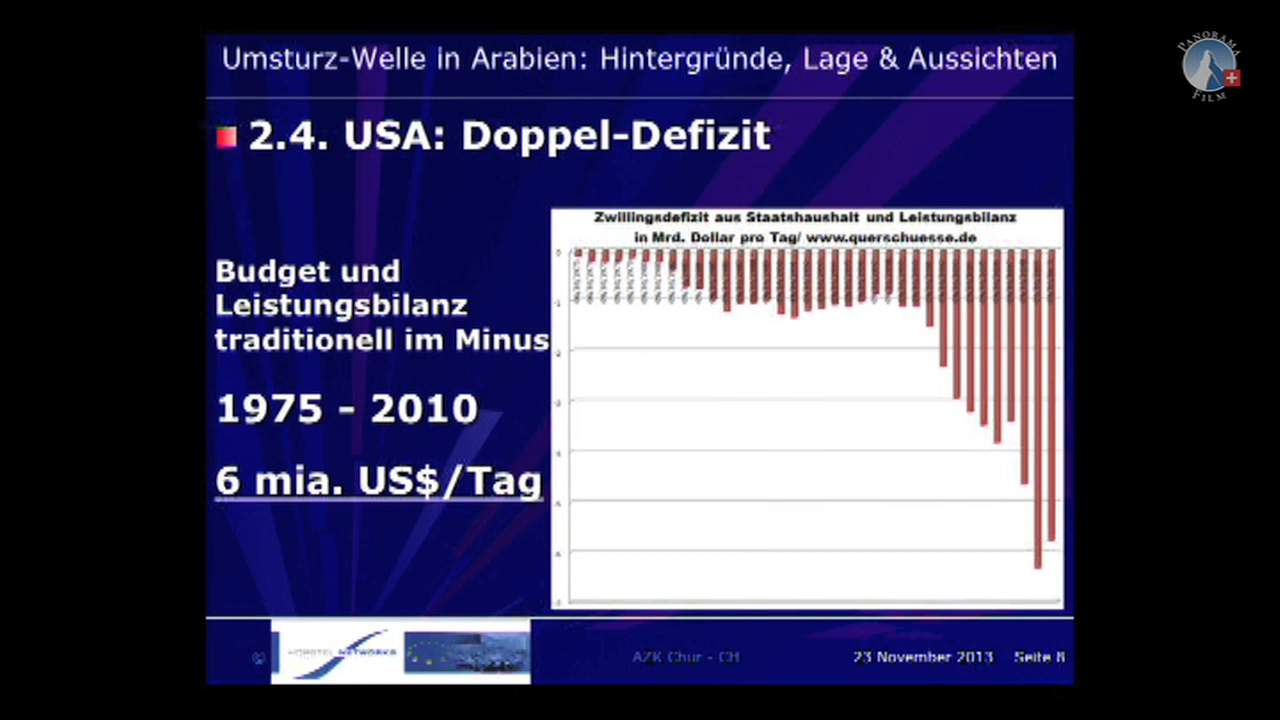 PANORAMA
FILM
Umsturz-Welle in Arabien: Hintergründe, Lage & Aussichten
2.4. USA: Doppel-Defizit
Budget und
Leistungsbilanz
traditionell im Minus
1975 - 2010
6 mia. US$/Tag
Zwillingsdefizit aus Staatshaushalt und Leistungsbilanz
in Mrd. Dollar pro Tag/ www.querschuesse.de
©
HÖRSTEL NETWORKS
AZK Chur - CH
23 November 2013 Seite 8